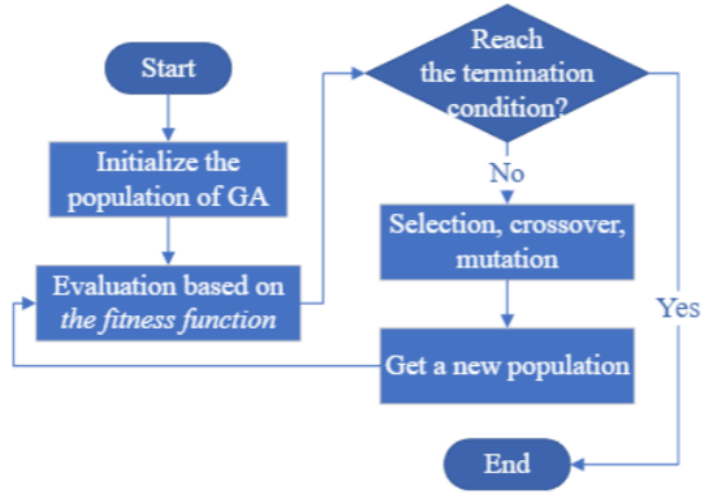 Start
Initialize the
population of GA
Evaluation based on
the fitness function
Reach
the termination
condition?
No
Selection, crossover,
mutation
Get a new population
Yes
End